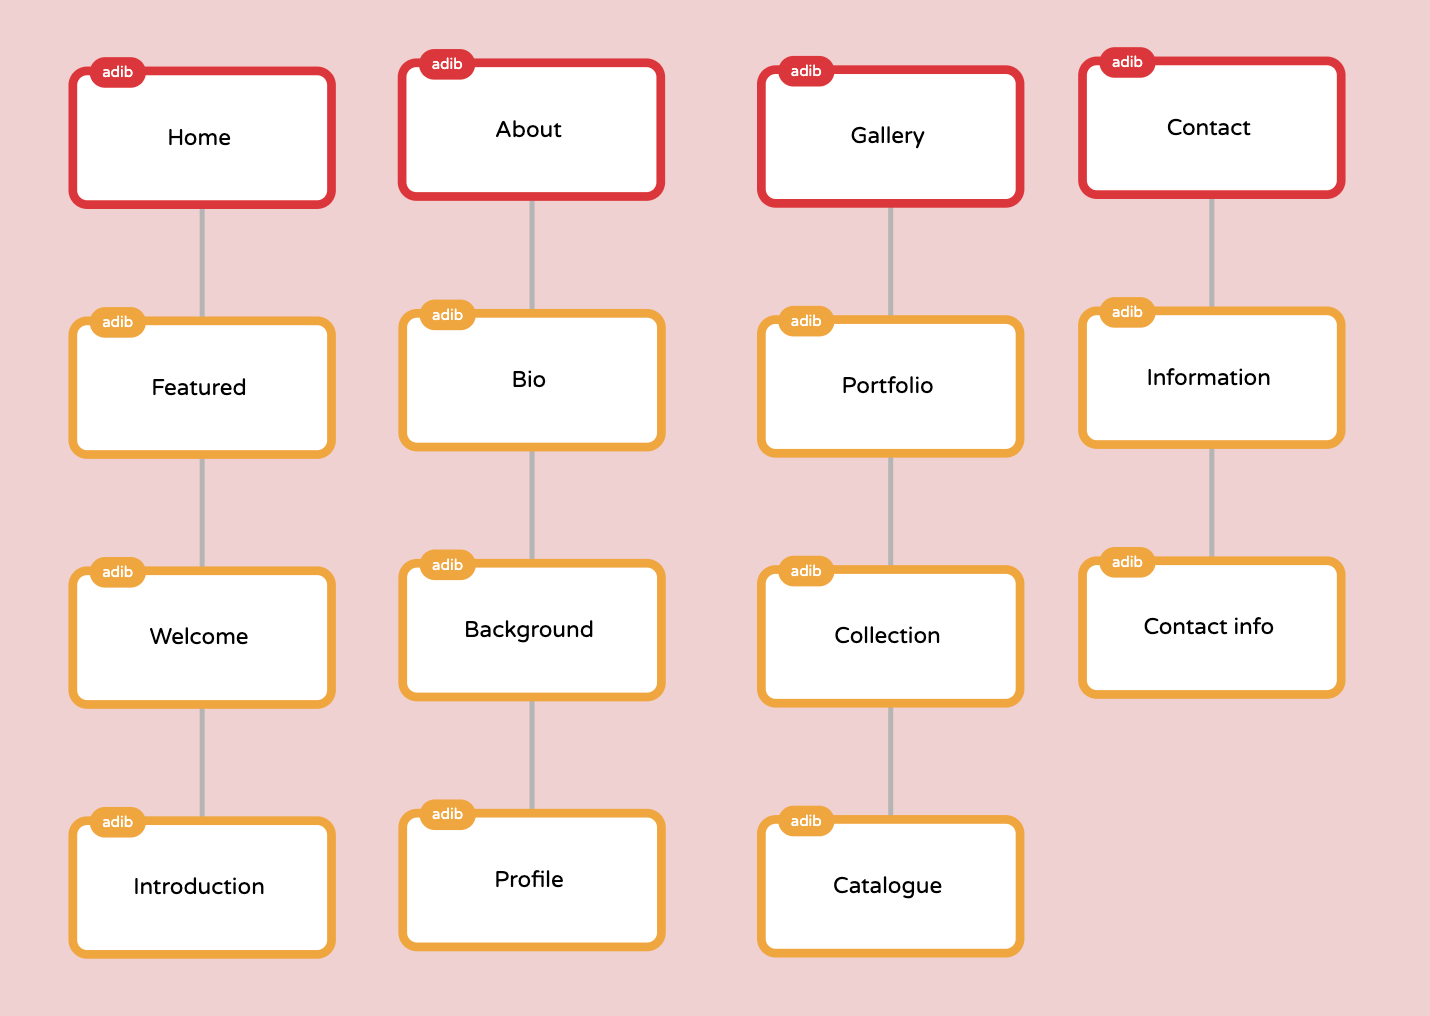 adib
Home
adib
Featured
adib
Welcome
adib
Introduction
adib
About
adib
Bio
adib
Background
adib
Profile
adib
Gallery
adib
Portfolio
adib
Collection
adib
Catalogue
adib
Contact
adib
Information
adib
Contact info